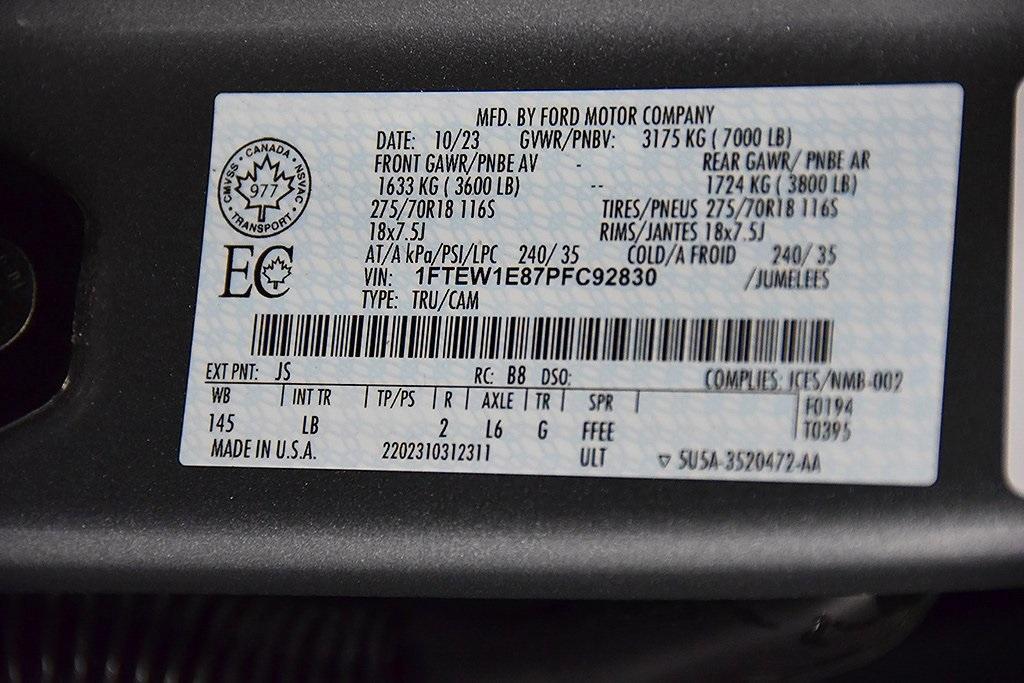 MFD. BY FORD MOTOR COMPANY
DATE: 10/23 GVWR/PNBV: 3175 KG ( 7000 LB)
FRONT GAWR/PNBE AV - REAR GAWR/ PNBE AR
1633 KG ( 3600 LB) -- 1724 KG ( 3800 LB)
275/70R18 116S TIRES/PNEUS 275/70R18 116S
18x7.5J RIMS/JANTES 18x7.5J
AT/A kPa/PSI/LPC 240/ 35 COLD/A FROID 240/ 35
VIN: 1FTEW1E87PFC92830 /JUMELEES
TYPE: TRU/CAM
CANADA
CMVSS · NSVAC
977
TRANSPORT
EC
EXT PNT: JS RC: B8 DSO: COMPLIES: ICES/NMB-002
WB INT TR TP/PS R AXLE TR SPR F0194
145 LB 2 L6 G FFEE T0395
MADE IN U.S.A. 2202310312311 ULT ▽ 5U5A-3520472-AA